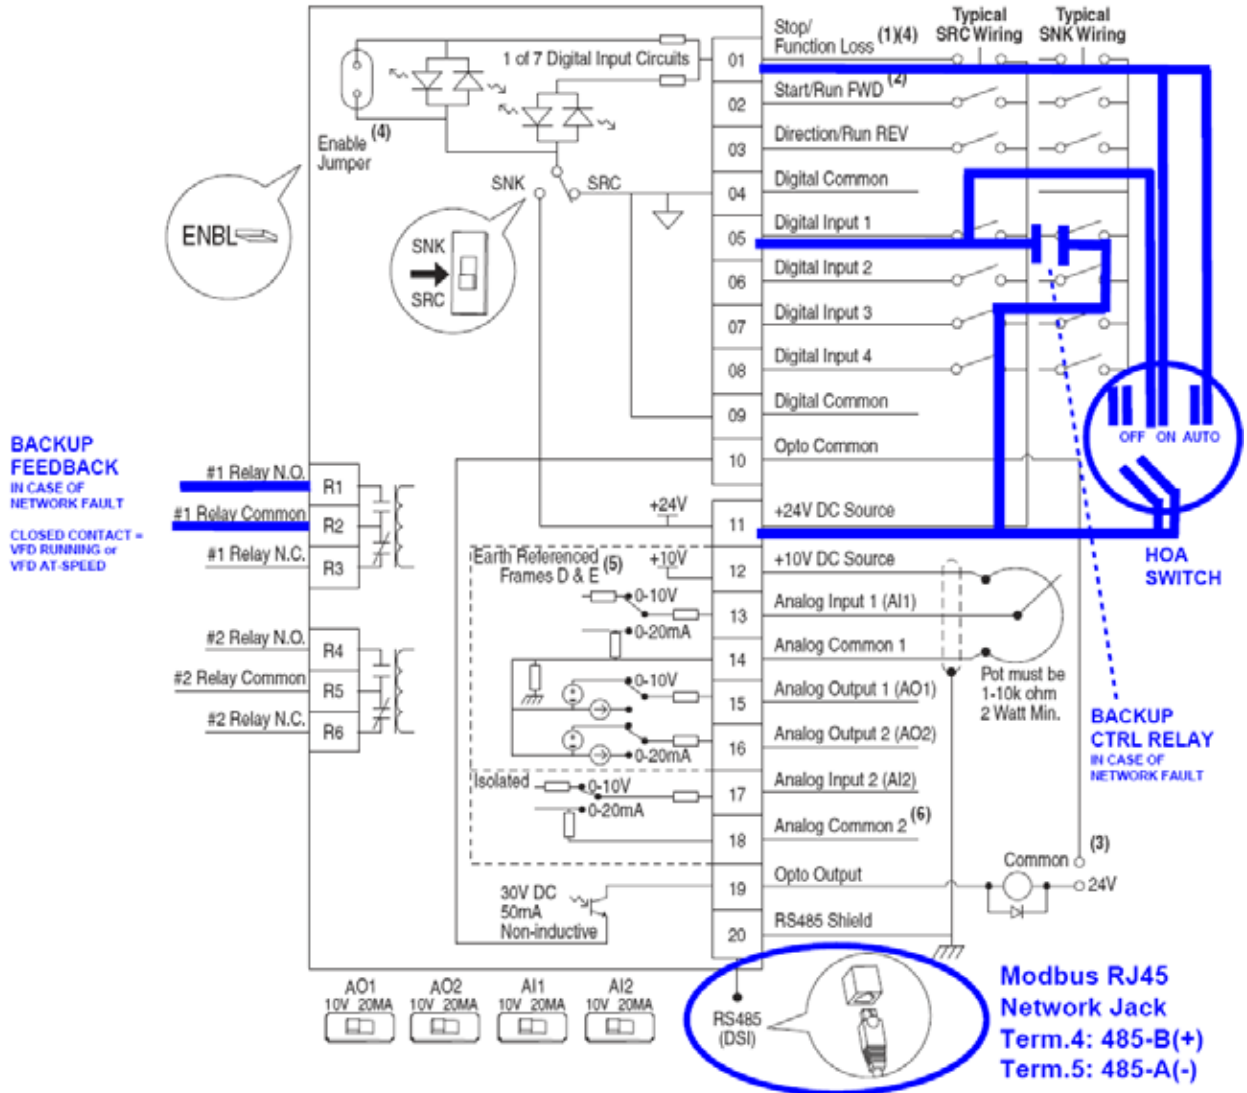 Stop/
Function Loss (1)(4)
Typical
SRC Wiring
Typical
SNK Wiring
1 of 7 Digital Input Circuits
01
02
Start/Run FWD (2)
03
Direction/Run REV
Enable (4)
Jumper
SNK
SRC
04
Digital Common
ENBL
SNK
SRC
05
Digital Input 1
06
Digital Input 2
07
Digital Input 3
08
Digital Input 4
09
Digital Common
10
Opto Common
OFF ON AUTO
HOA
SWITCH
BACKUP
FEEDBACK
IN CASE OF
NETWORK FAULT
CLOSED CONTACT =
VFD RUNNING or
VFD AT-SPEED
#1 Relay N.O.
R1
#1 Relay Common
R2
#1 Relay N.C.
R3
#2 Relay N.O.
R4
#2 Relay Common
R5
#2 Relay N.C.
R6
+24V
11
+24V DC Source
Earth Referenced
Frames D & E (5)
+10V
12
+10V DC Source
0-10V
13
Analog Input 1 (AI1)
0-20mA
14
Analog Common 1
0-10V
15
Analog Output 1 (AO1)
16
Analog Output 2 (AO2)
0-20mA
Isolated
0-10V
17
Analog Input 2 (AI2)
0-20mA
18
Analog Common 2 (6)
Pot must be
1-10k ohm
2 Watt Min.
BACKUP
CTRL RELAY
IN CASE OF
NETWORK FAULT
19
Opto Output
Common (3)
24V
30V DC
50mA
Non-inductive
20
RS485 Shield
AO1
10V 20MA
AO2
10V 20MA
AI1
10V 20MA
AI2
10V 20MA
RS485
(DSI)
Modbus RJ45
Network Jack
Term.4: 485-B(+)
Term.5: 485-A(-)